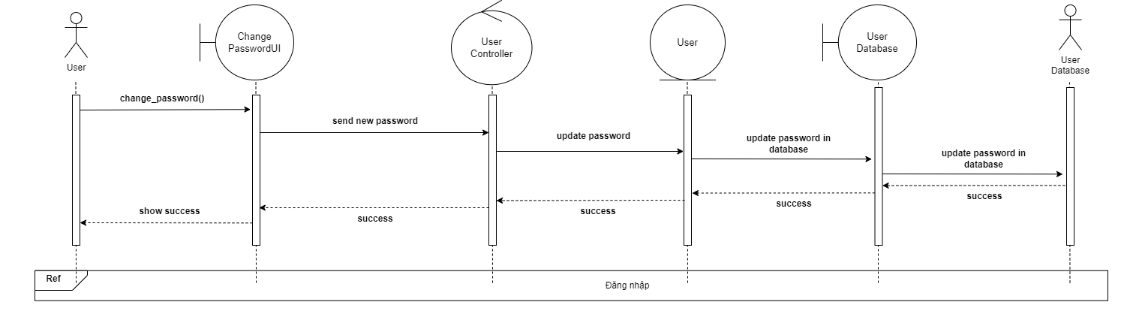 Change
PasswordUI
User
Controller
User
User
Database
User
User
Database
change_password()
send new password
update password
update password in
database
update password in
database
success
success
success
success
show success
Ref
Đăng nhập